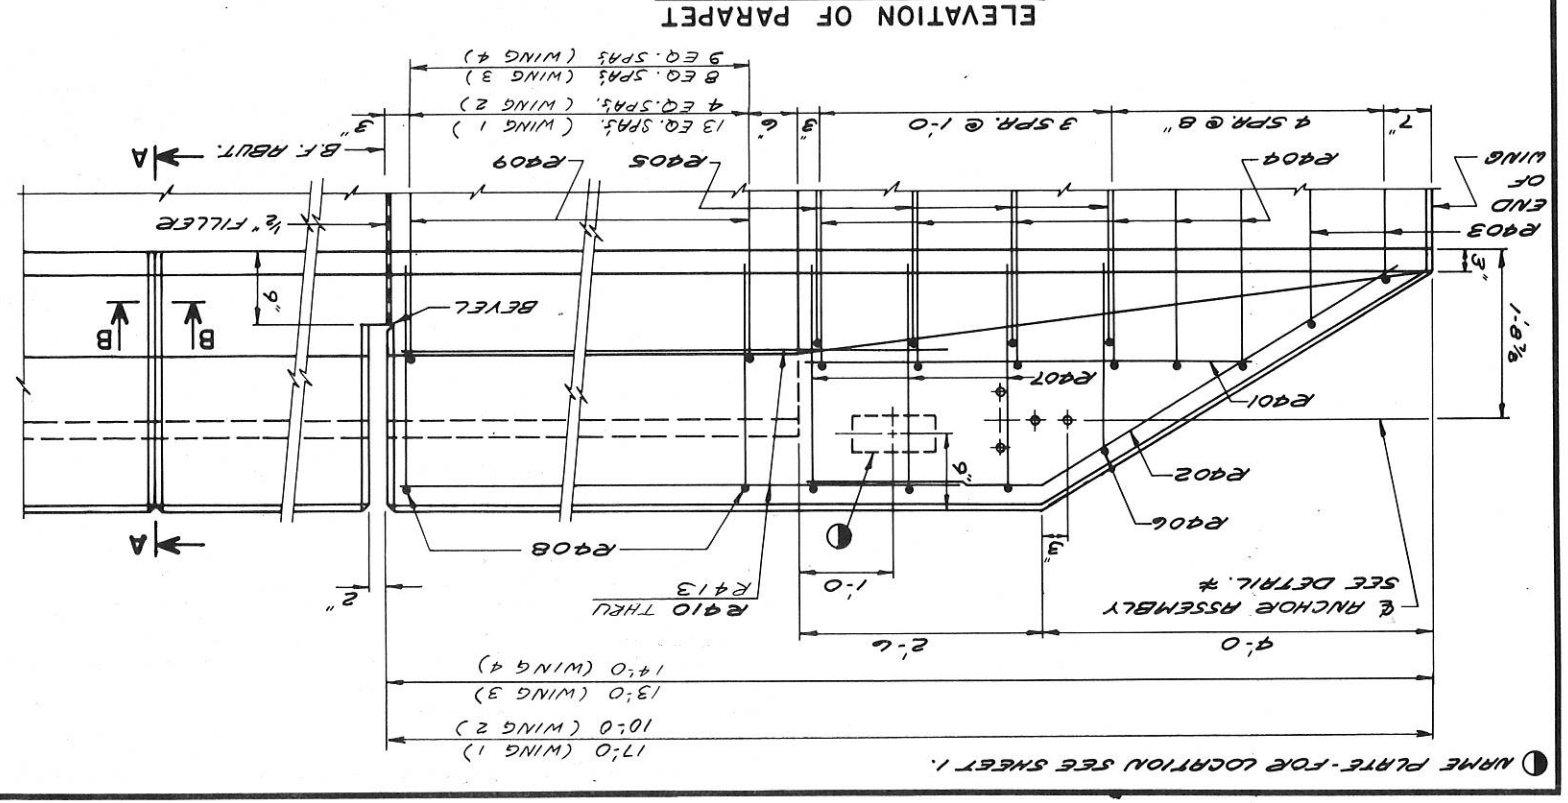 ◐ NAME PLATE-FOR LOCATION SEE SHEET 1.
17'-0 (WING 1)
10'-0 (WING 2)
13'-0 (WING 3)
14'-0 (WING 4)
4'-0
2'-6
℄ ANCHOR ASSEMBLY
SEE DETAIL. *
R410 THRU
R413
1'-0
2"
3"
R408
A
R406
R402
9"
R401
R407
1'-8 7/8
3"
BEVEL
9"
B
B
R403
END
OF
WING
½" FILLER
R404
R405
R409
B.F. ABUT.
A
7"
4 SPA. @ 8"
3 SPA. @ 1'-0
3"
6"
13 EQ. SPA'S. (WING 1)
4 EQ. SPA'S. (WING 2)
8 EQ. SPA'S (WING 3)
9 EQ. SPA'S (WING 4)
3"
ELEVATION OF PARAPET